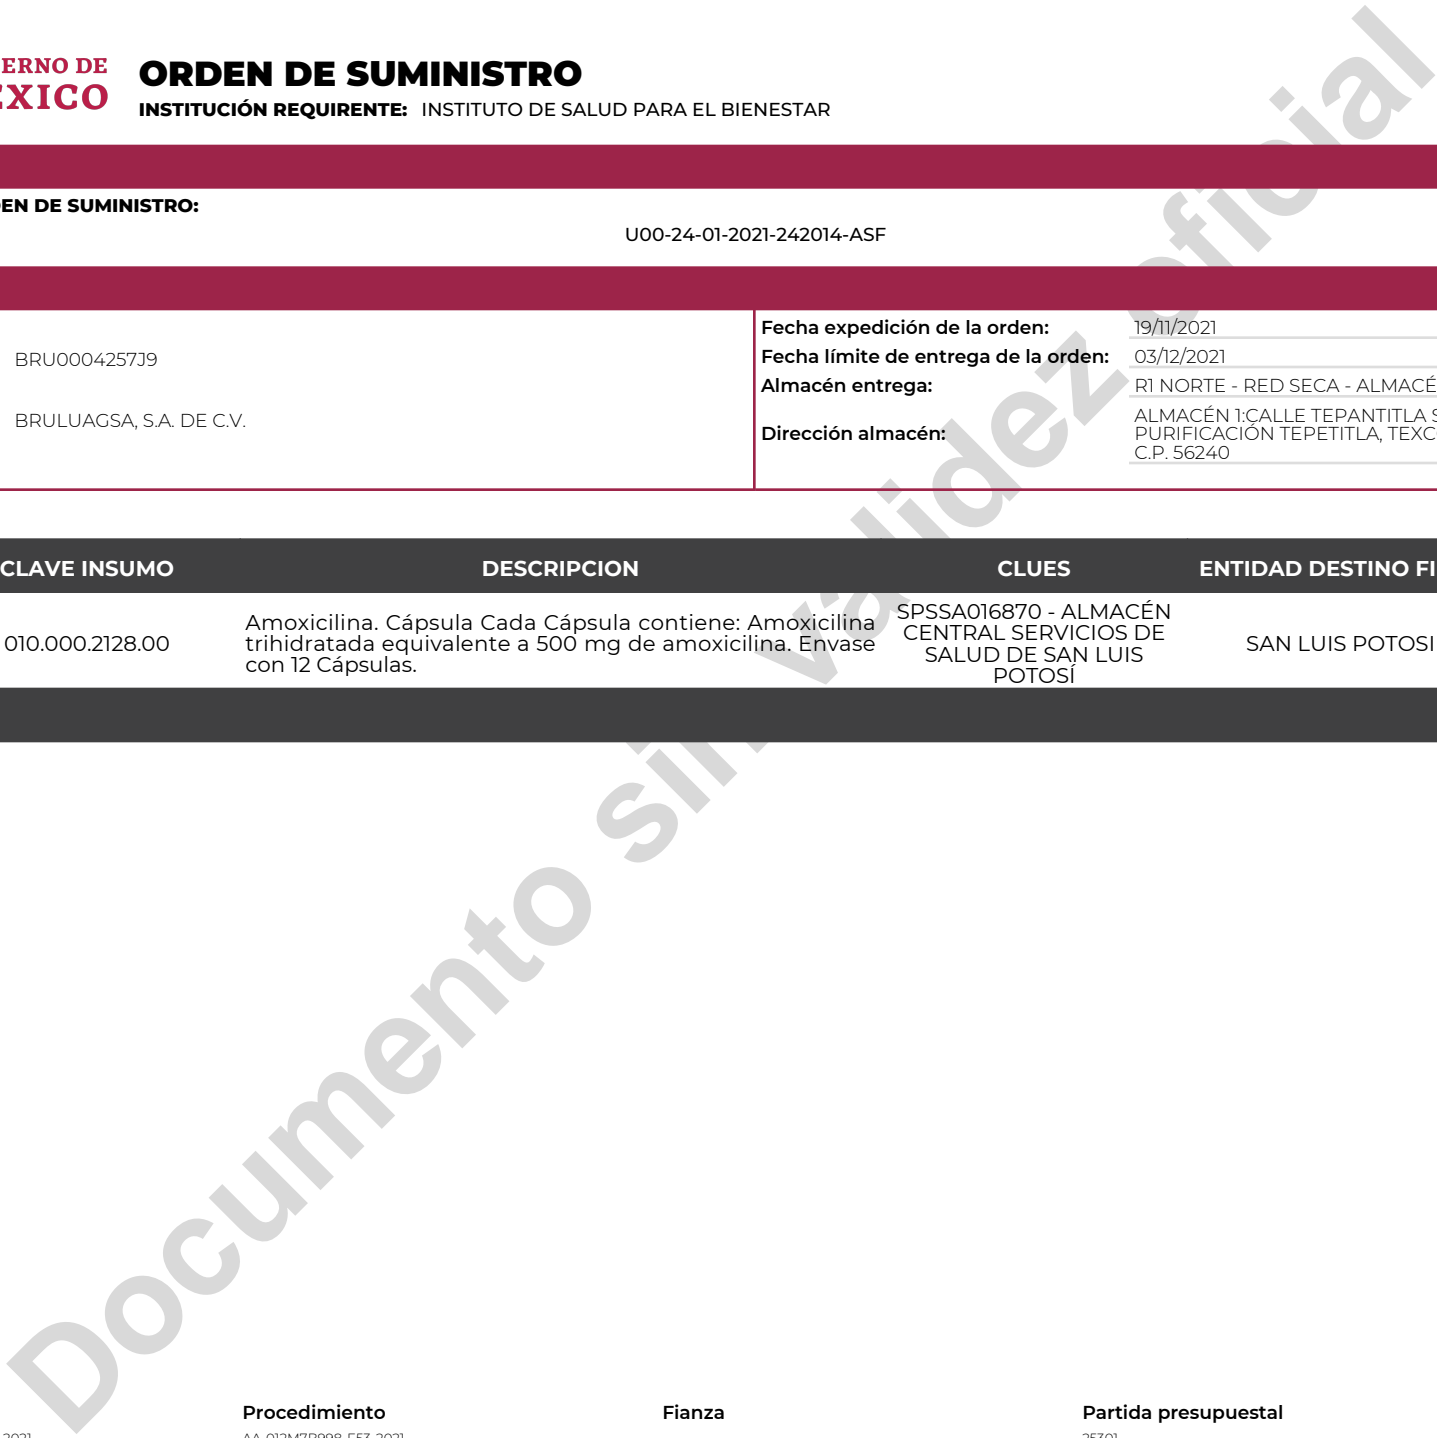 ERNO DE
ÉXICO
ORDEN DE SUMINISTRO
INSTITUCIÓN REQUIRENTE: INSTITUTO DE SALUD PARA EL BIENESTAR
EN DE SUMINISTRO:
U00-24-01-2021-242014-ASF
BRU0004257J9
BRULUAGSA, S.A. DE C.V.
Fecha expedición de la orden: 19/11/2021
Fecha límite de entrega de la orden: 03/12/2021
Almacén entrega: R1 NORTE - RED SECA - ALMACÉ
Dirección almacén:
ALMACÉN 1:CALLE TEPANTITLA S
PURIFICACIÓN TEPETITLA, TEXC
C.P. 56240
CLAVE INSUMO DESCRIPCION CLUES ENTIDAD DESTINO FI
010.000.2128.00
Amoxicilina. Cápsula Cada Cápsula contiene: Amoxicilina
trihidratada equivalente a 500 mg de amoxicilina. Envase
con 12 Cápsulas.
SPSSA016870 - ALMACÉN
CENTRAL SERVICIOS DE
SALUD DE SAN LUIS
POTOSÍ
SAN LUIS POTOSI
Documento sin validez oficial
Procedimiento Fianza Partida presupuestal